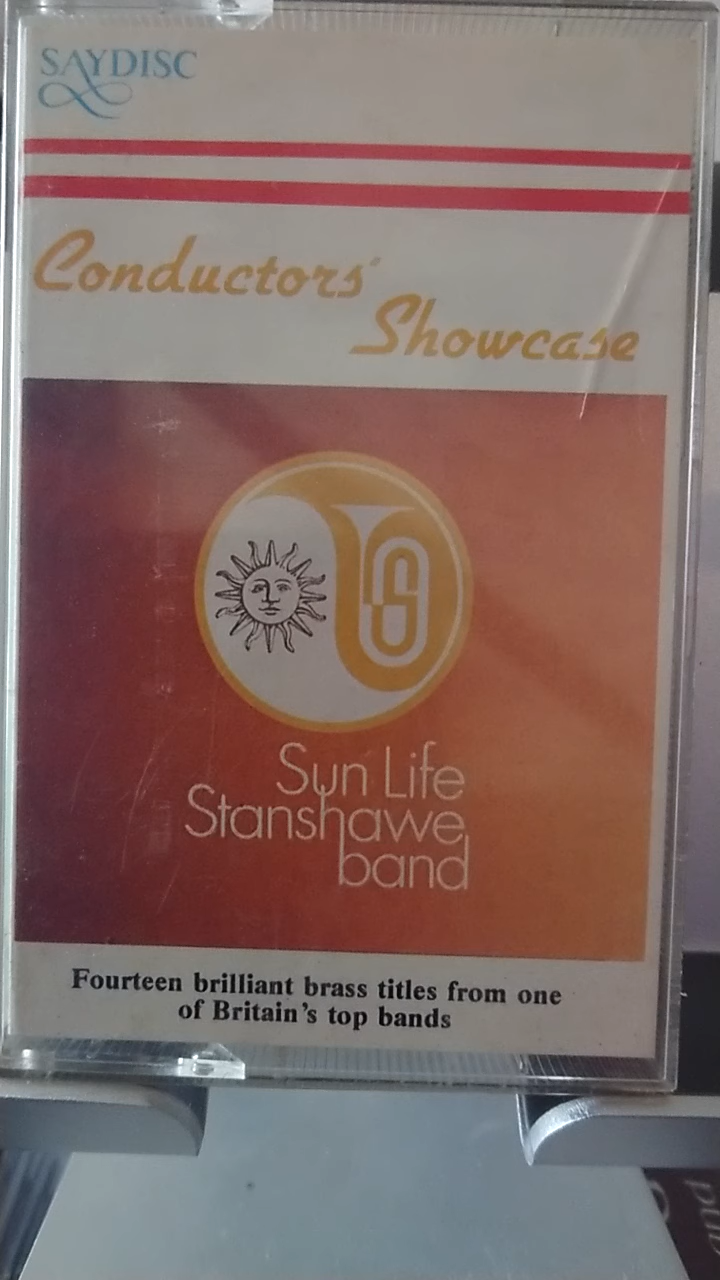 SAYDISC
Conductors'
Showcase
Sun Life
Stanshawe
band
Fourteen brilliant brass titles from one
of Britain's top bands